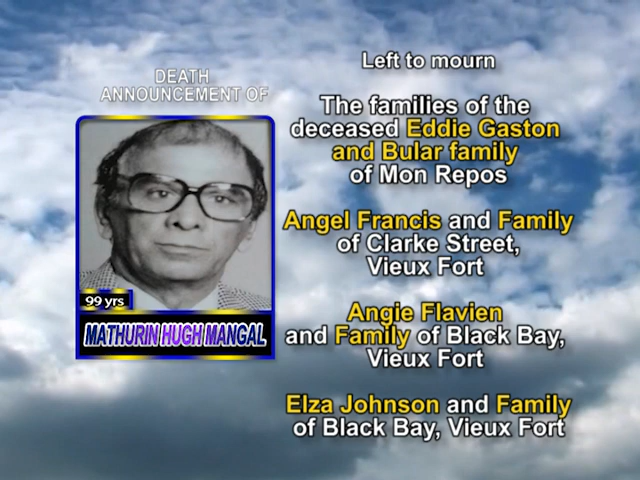 DEATH
ANNOUNCEMENT OF
99 yrs
MATHURIN HUGH MANGAL
Left to mourn
The families of the
deceased Eddie Gaston
and Bular family
of Mon Repos
Angel Francis and Family
of Clarke Street,
Vieux Fort
Angie Flavien
and Family of Black Bay,
Vieux Fort
Elza Johnson and Family
of Black Bay, Vieux Fort